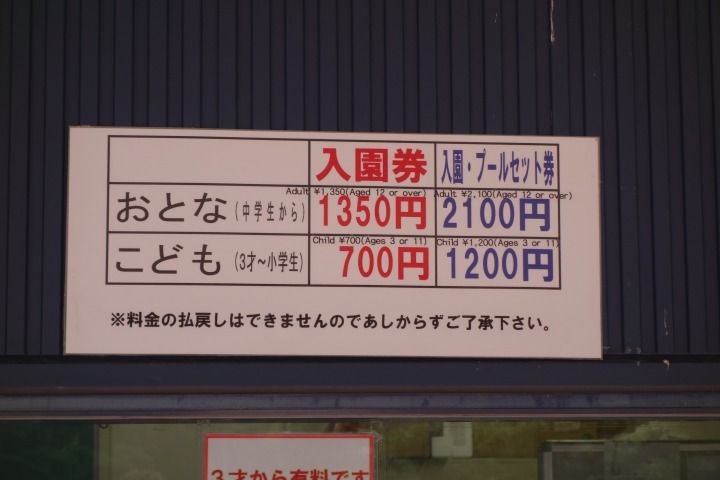 入園券 入園・プールセット券
Adult ¥1,350(Aged 12 or over) Adult ¥2,100(Aged 12 or over)
おとな(中学生から) 1350円 2100円
Child ¥700(Ages 3 or 11) Child ¥1,200(Ages 3 or 11)
こども(3才～小学生) 700円 1200円
※料金の払戻しはできませんのであしからずご了承下さい。
3才から有料です